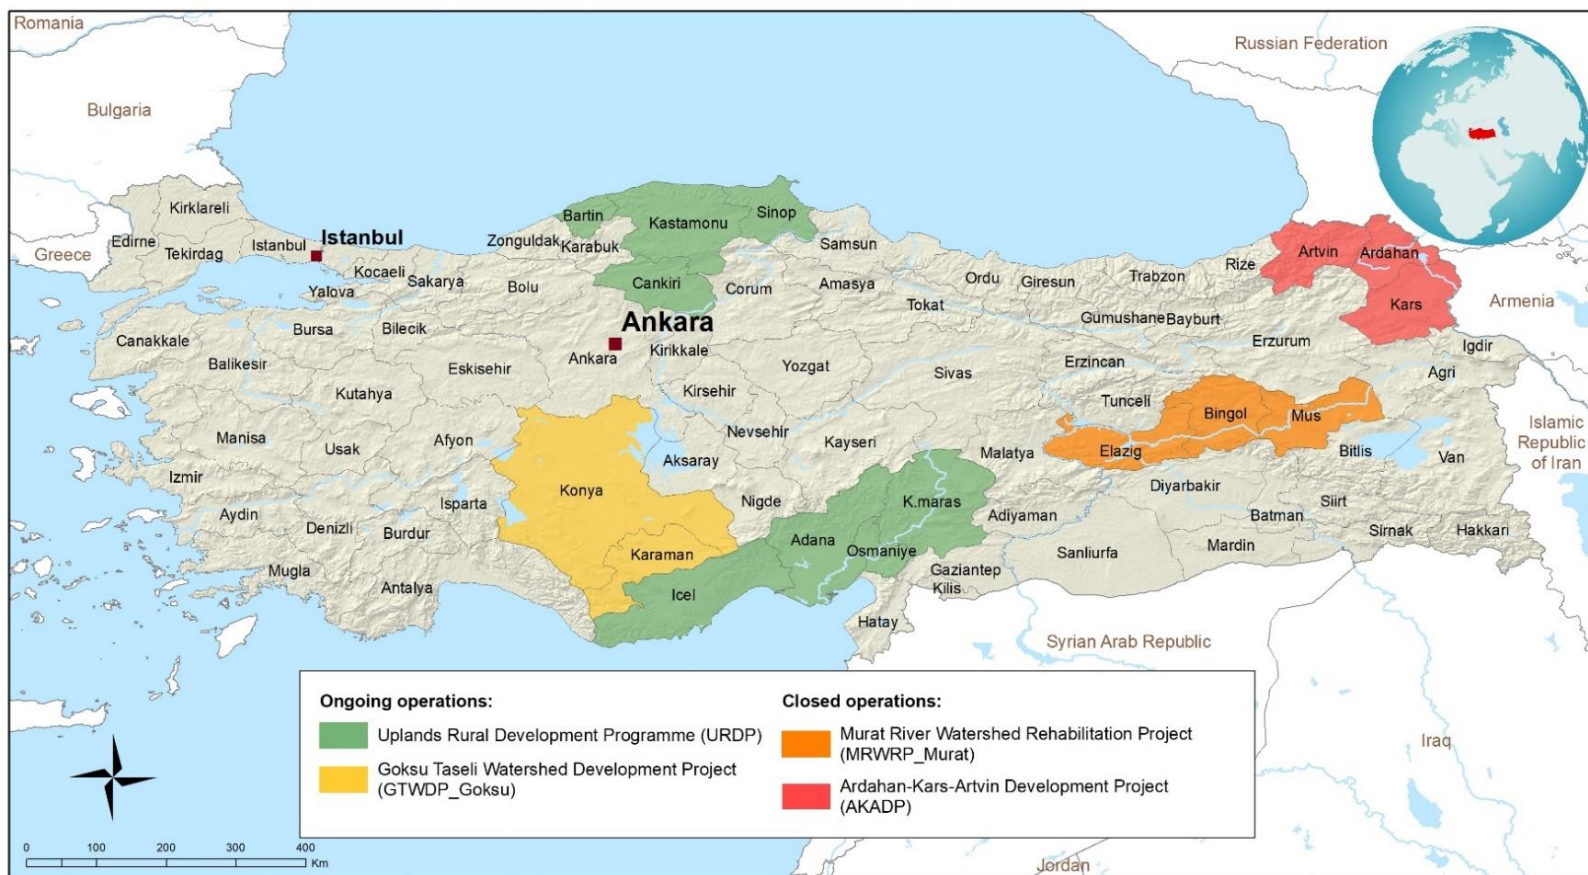 Romania
Russian Federation
Bulgaria
Kirklareli
Bartin
Kastamonu
Sinop
Edirne
Istanbul
Istanbul
Zonguldak
Karabuk
Samsun
Artvin
Ardahan
Greece
Tekirdag
Kocaeli
Sakarya
Rize
Yalova
Bolu
Cankiri
Corum
Amasya
Ordu
Giresun
Trabzon
Tokat
Kars
Armenia
Canakkale
Bursa
Bilecik
Ankara
Gumushane
Bayburt
Erzurum
Igdir
Balikesir
Eskisehir
Ankara
Kirikkale
Yozgat
Sivas
Erzincan
Agri
Kutahya
Kirsehir
Tunceli
Bingol
Mus
Manisa
Usak
Afyon
Nevsehir
Kayseri
Malatya
Elazig
Bitlis
Van
Islamic
Republic
of Iran
Izmir
Aksaray
Konya
Nigde
Diyarbakir
Siirt
Aydin
Denizli
Burdur
Isparta
K.maras
Adiyaman
Batman
Sirnak
Hakkari
Karaman
Adana
Osmaniye
Sanliurfa
Mardin
Mugla
Antalya
Icel
Gaziantep
Kilis
Hatay
Syrian Arab Republic
Iraq
Jordan
Ongoing operations:
Uplands Rural Development Programme (URDP)
Goksu Taseli Watershed Development Project
(GTWDP_Goksu)
Closed operations:
Murat River Watershed Rehabilitation Project
(MRWRP_Murat)
Ardahan-Kars-Artvin Development Project
(AKADP)
0 100 200 300 400
Km